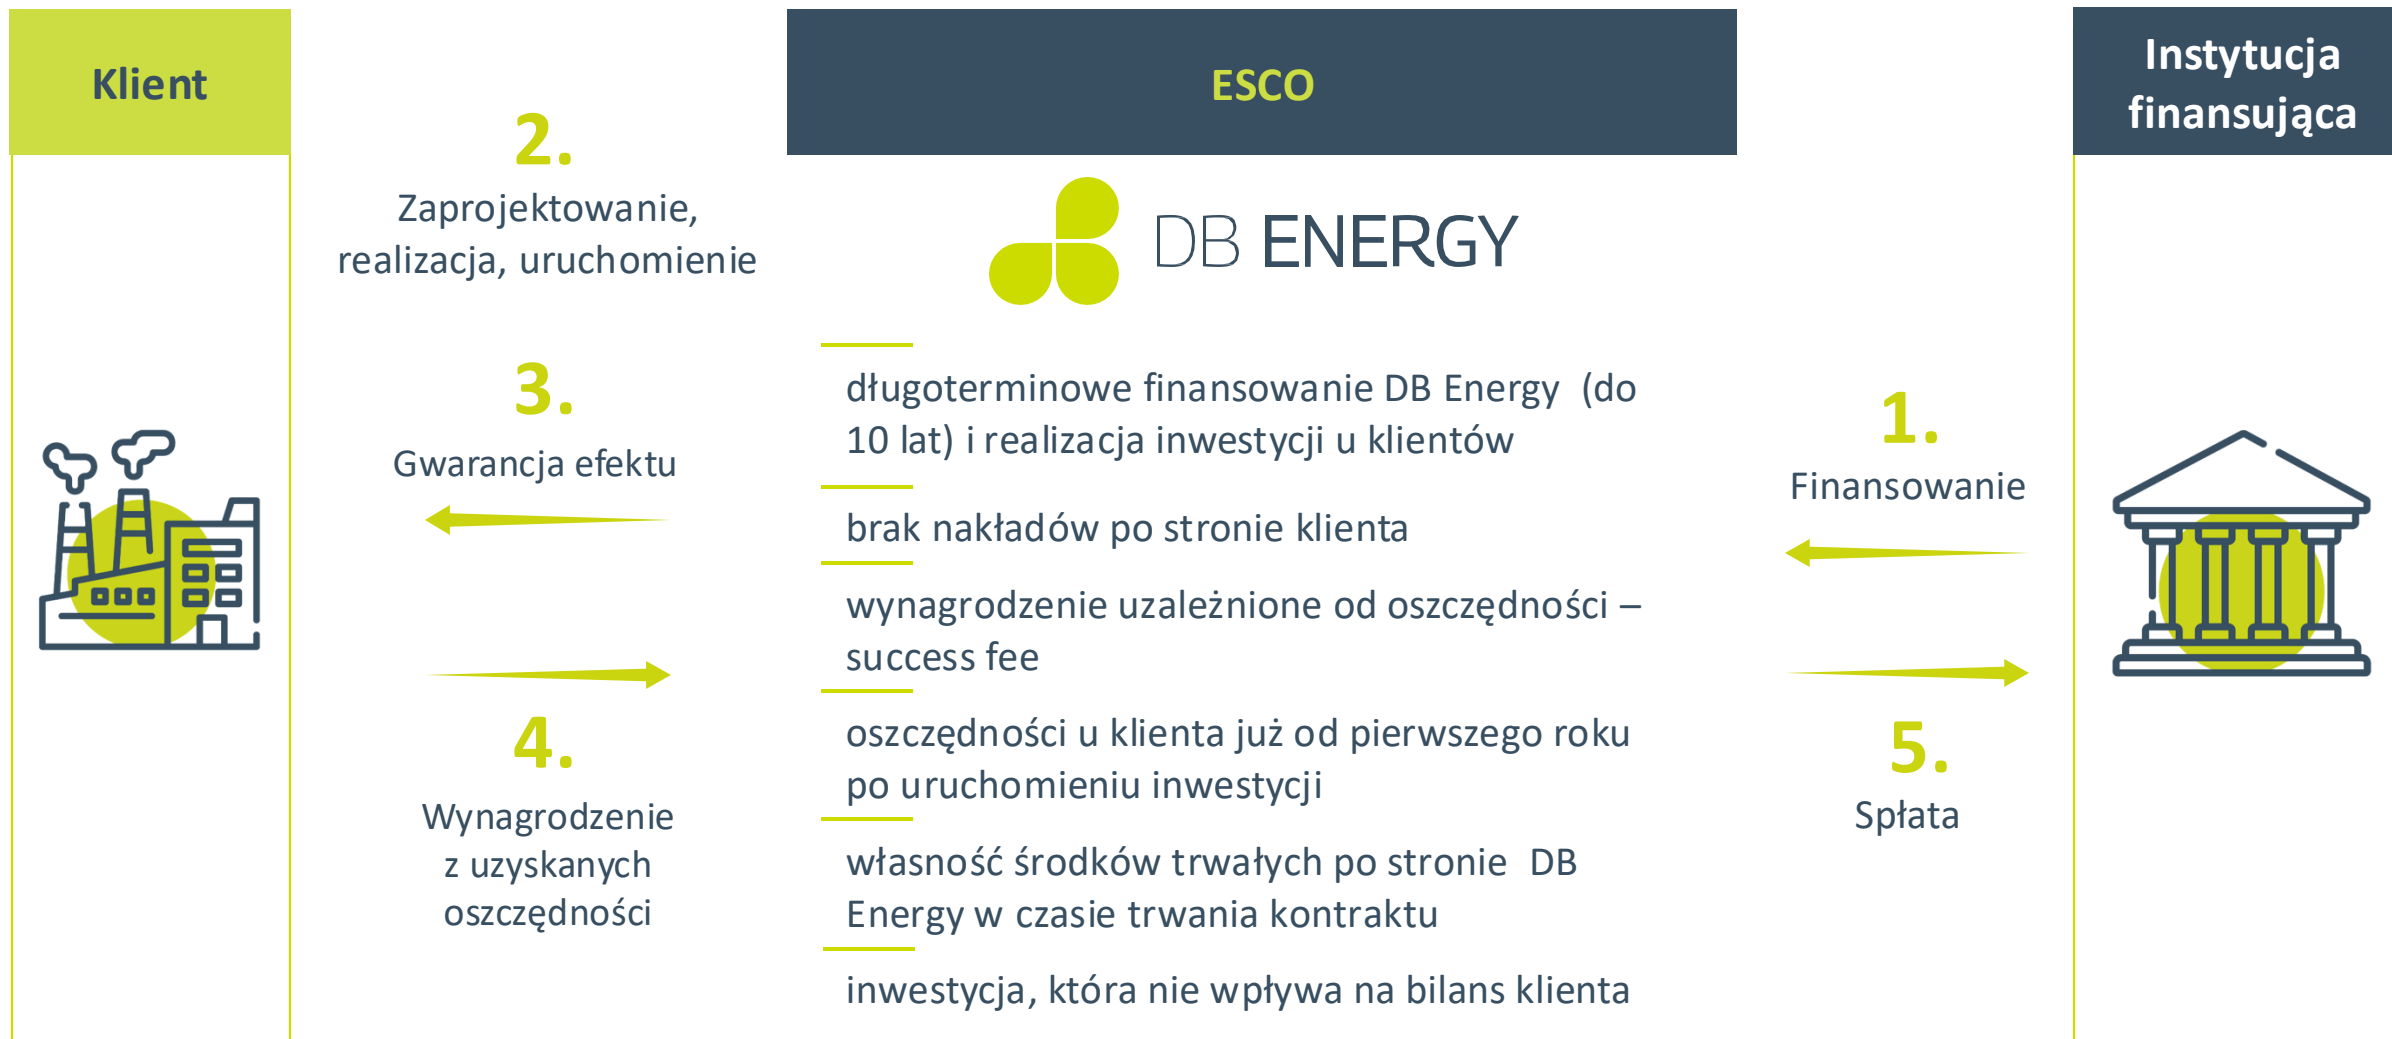 Klient
ESCO
Instytucja
finansująca
2.
Zaprojektowanie,
realizacja, uruchomienie
3.
Gwarancja efektu
4.
Wynagrodzenie
z uzyskanych
oszczędności
DB ENERGY
długoterminowe finansowanie DB Energy  (do
10 lat) i realizacja inwestycji u klientów
brak nakładów po stronie klienta
wynagrodzenie uzależnione od oszczędności –
success fee
oszczędności u klienta już od pierwszego roku
po uruchomieniu inwestycji
własność środków trwałych po stronie  DB
Energy w czasie trwania kontraktu
inwestycja, która nie wpływa na bilans klienta
1.
Finansowanie
5.
Spłata